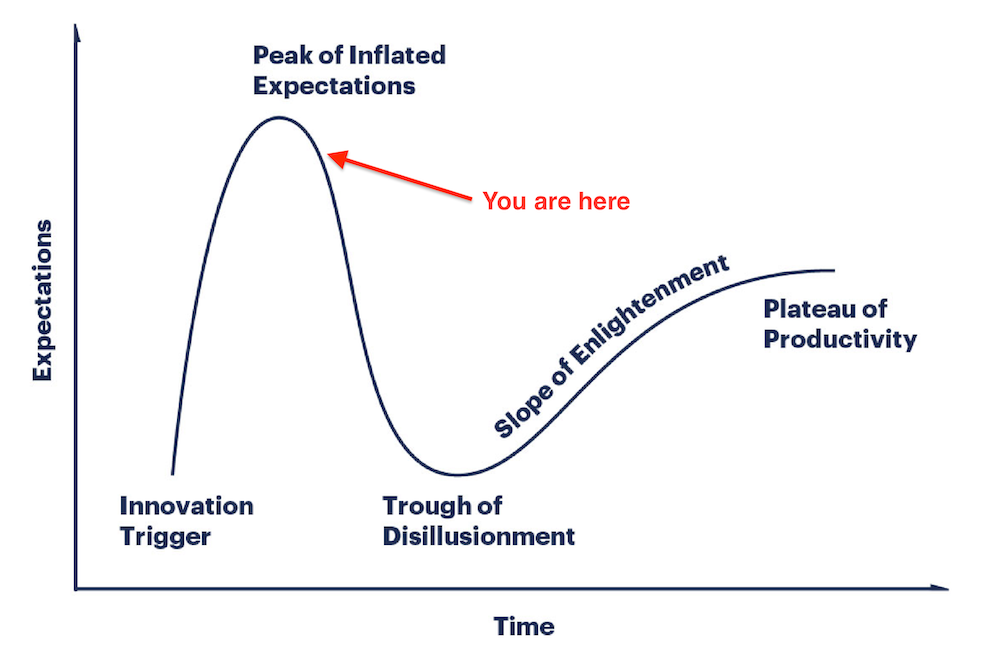 Peak of Inflated
Expectations
You are here
Expectations
Slope of Enlightenment
Plateau of
Productivity
Innovation
Trigger
Trough of
Disillusionment
Time